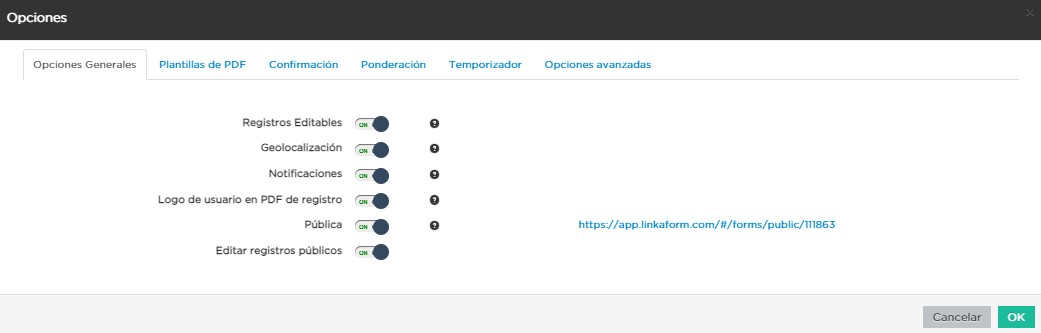 Opciones
Opciones Generales Plantillas de PDF Confirmación Ponderación Temporizador Opciones avanzadas
Registros Editables ON ?
Geolocalización ON ?
Notificaciones ON ?
Logo de usuario en PDF de registro ON ?
Pública ON ? https://app.linkaform.com/#/forms/public/111863
Editar registros públicos ON
Cancelar OK